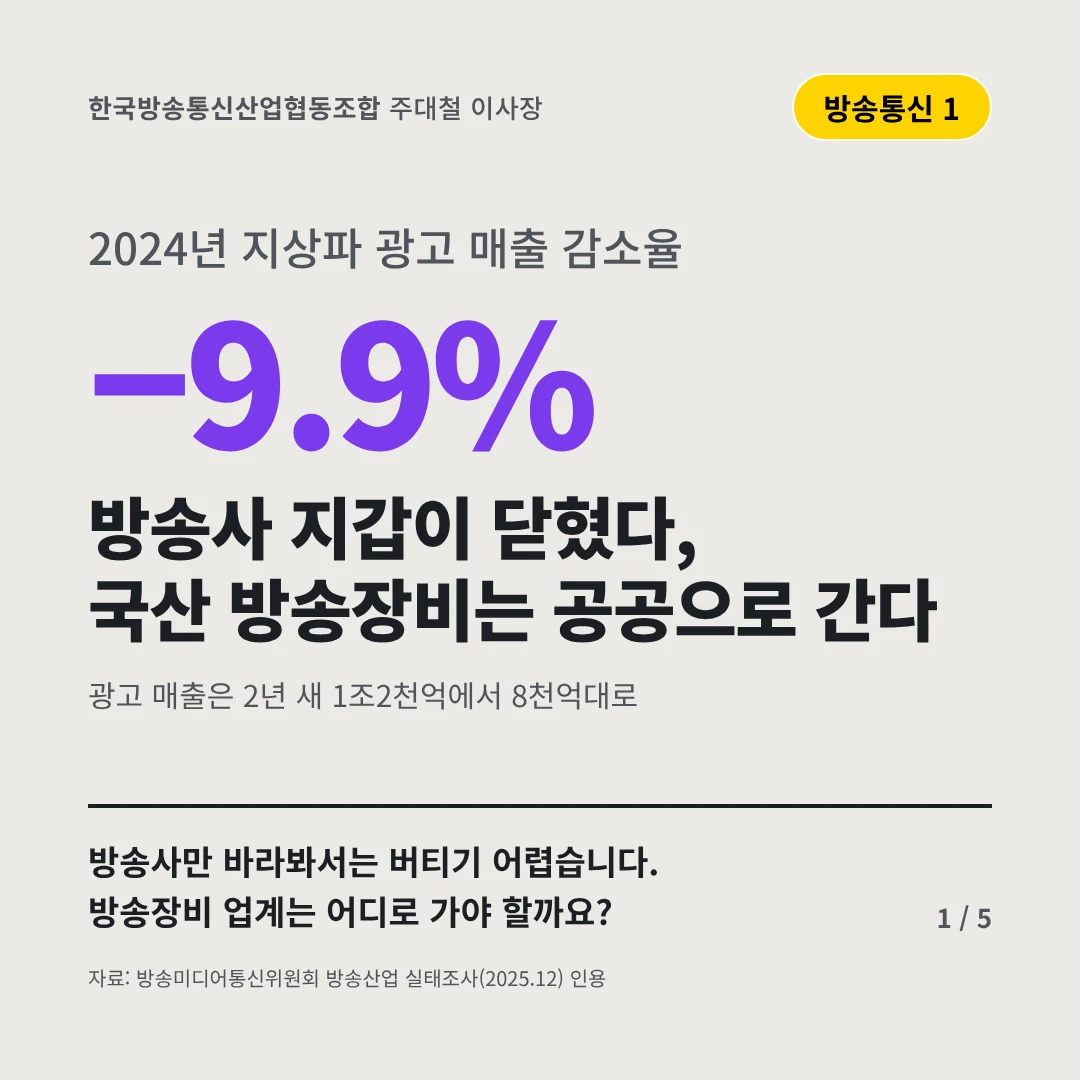 한국방송통신산업협동조합 주대철 이사장
방송통신 1
2024년 지상파 광고 매출 감소율
–9.9%
방송사 지갑이 닫혔다,
국산 방송장비는 공공으로 간다
광고 매출은 2년 새 1조2천억에서 8천억대로
방송사만 바라봐서는 버티기 어렵습니다.
방송장비 업계는 어디로 가야 할까요?
1 / 5
자료: 방송미디어통신위원회 방송산업 실태조사(2025.12) 인용